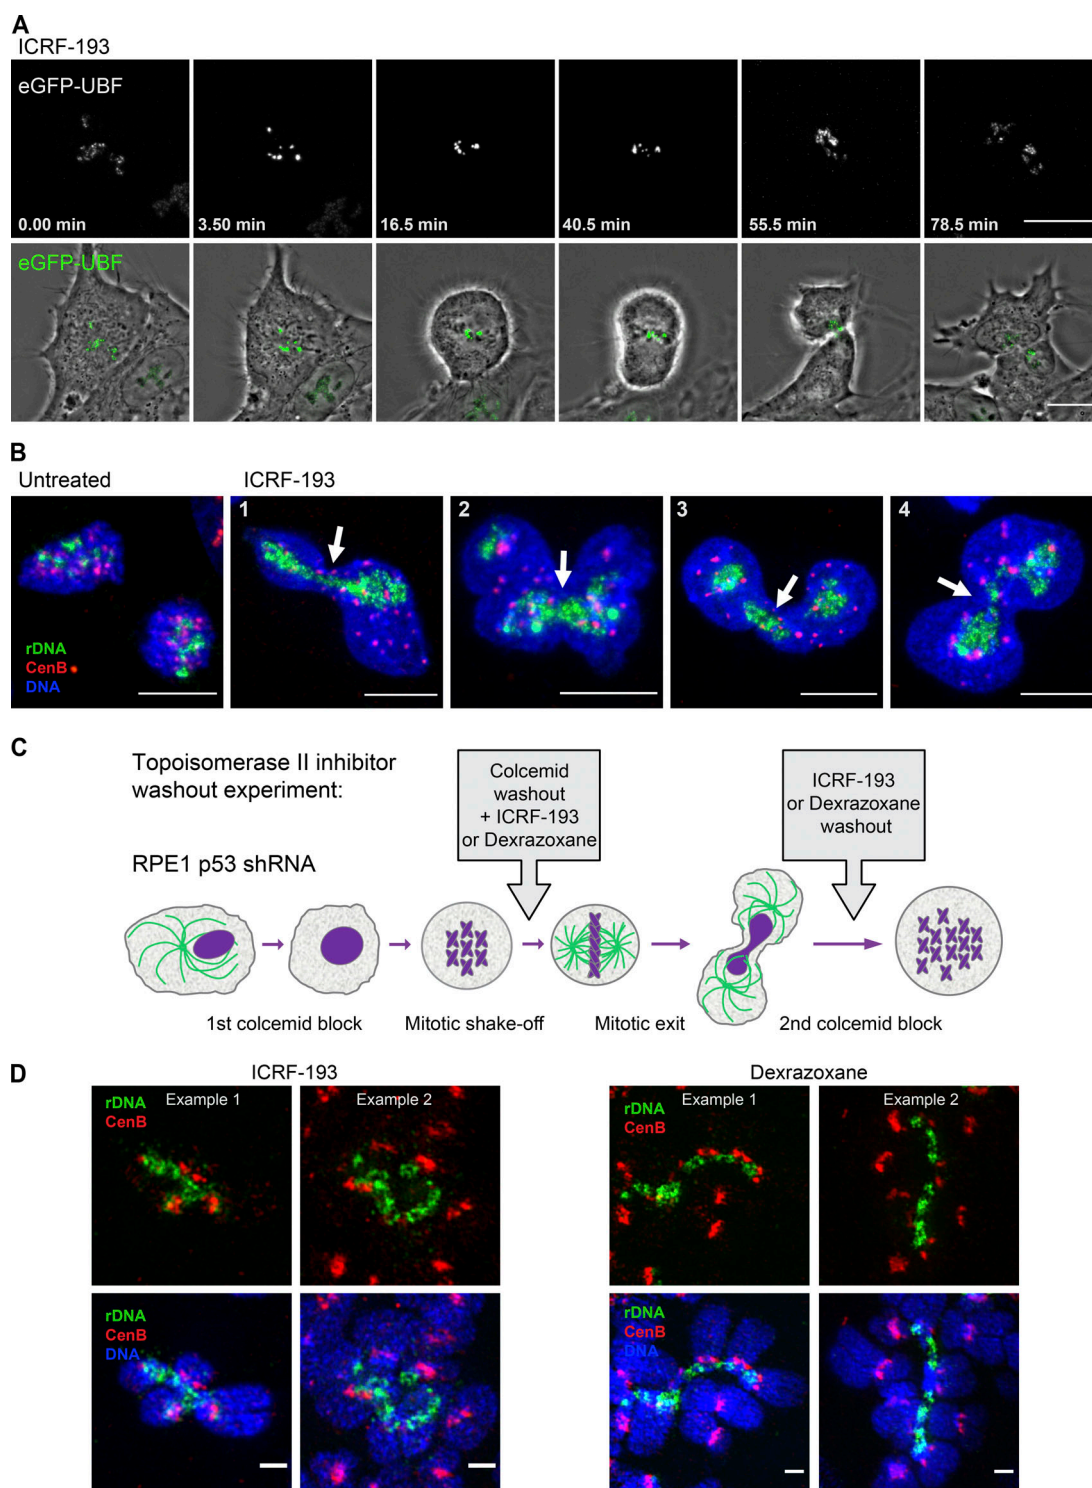 A
ICRF-193
eGFP-UBF
0.00 min
3.50 min
16.5 min
40.5 min
55.5 min
78.5 min
eGFP-UBF
B
Untreated
ICRF-193
1
2
3
4
rDNA
CenB
DNA
C
Topoisomerase II inhibitor
washout experiment:
RPE1 p53 shRNA
Colcemid
washout
+ ICRF-193
or Dexrazoxane
ICRF-193
or Dexrazoxane
washout
1st colcemid block
Mitotic shake-off
Mitotic exit
2nd colcemid block
D
ICRF-193
Dexrazoxane
rDNA
CenB
Example 1
Example 2
rDNA
CenB
Example 1
Example 2
rDNA
CenB
DNA
rDNA
CenB
DNA